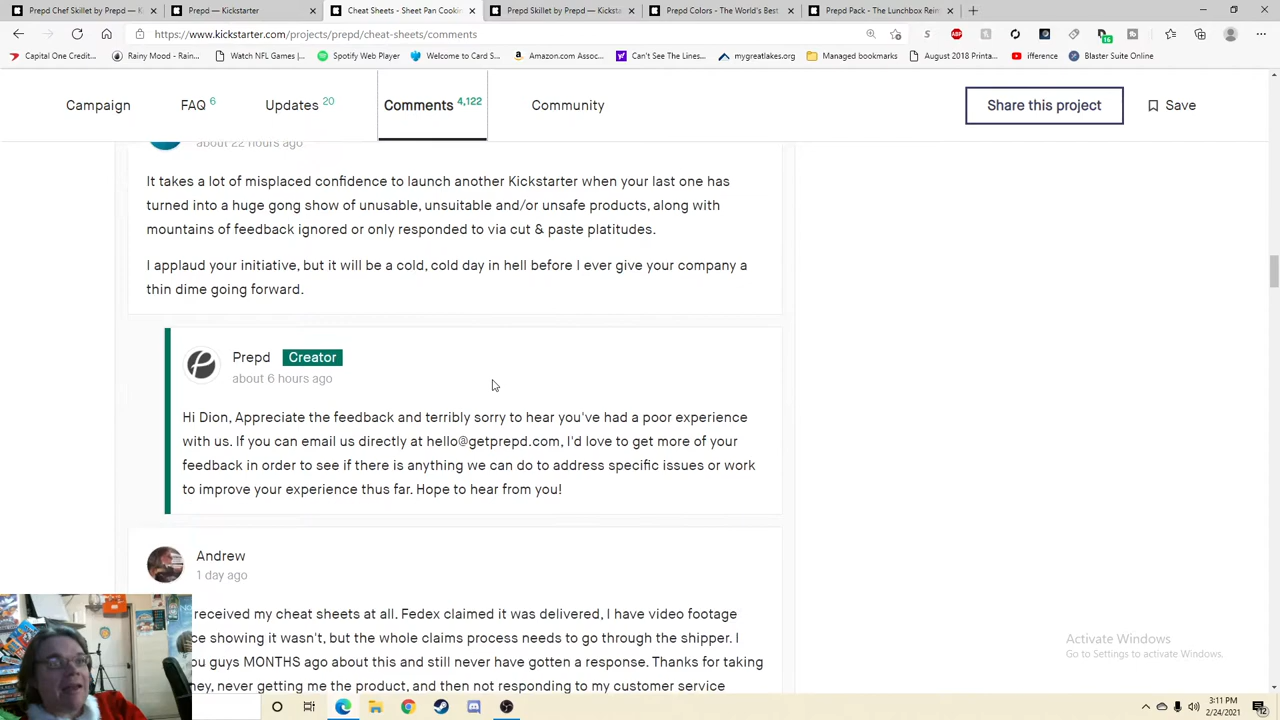 Prepd Chef Skillet by Prepd — Kick
Prepd — Kickstarter
Cheat Sheets - Sheet Pan Cookin
Prepd Skillet by Prepd — Kicksta
Prepd Colors - The World's Best
Prepd Pack - The Lunchbox Rein
https://www.kickstarter.com/projects/prepd/cheat-sheets/comments
Capital One Credit...
Rainy Mood - Rain...
Watch NFL Games |...
Spotify Web Player
Welcome to Card S...
Amazon.com Assoc...
Can't See The Lines...
mygreatlakes.org
Managed bookmarks
August 2018 Printa...
ifference
Blaster Suite Online
Campaign
FAQ 6
Updates 20
Comments 4,122
Community
Share this project
Save
about 22 hours ago
It takes a lot of misplaced confidence to launch another Kickstarter when your last one has
turned into a huge gong show of unusable, unsuitable and/or unsafe products, along with
mountains of feedback ignored or only responded to via cut & paste platitudes.
I applaud your initiative, but it will be a cold, cold day in hell before I ever give your company a
thin dime going forward.
Prepd Creator
about 6 hours ago
Hi Dion, Appreciate the feedback and terribly sorry to hear you've had a poor experience
with us. If you can email us directly at hello@getprepd.com, I'd love to get more of your
feedback in order to see if there is anything we can do to address specific issues or work
to improve your experience thus far. Hope to hear from you!
Andrew
1 day ago
received my cheat sheets at all. Fedex claimed it was delivered, I have video footage
ce showing it wasn't, but the whole claims process needs to go through the shipper. I
ou guys MONTHS ago about this and still never have gotten a response. Thanks for taking
ney, never getting me the product, and then not responding to my customer service
Activate Windows
Go to Settings to activate Windows.
3:11 PM
2/24/2021